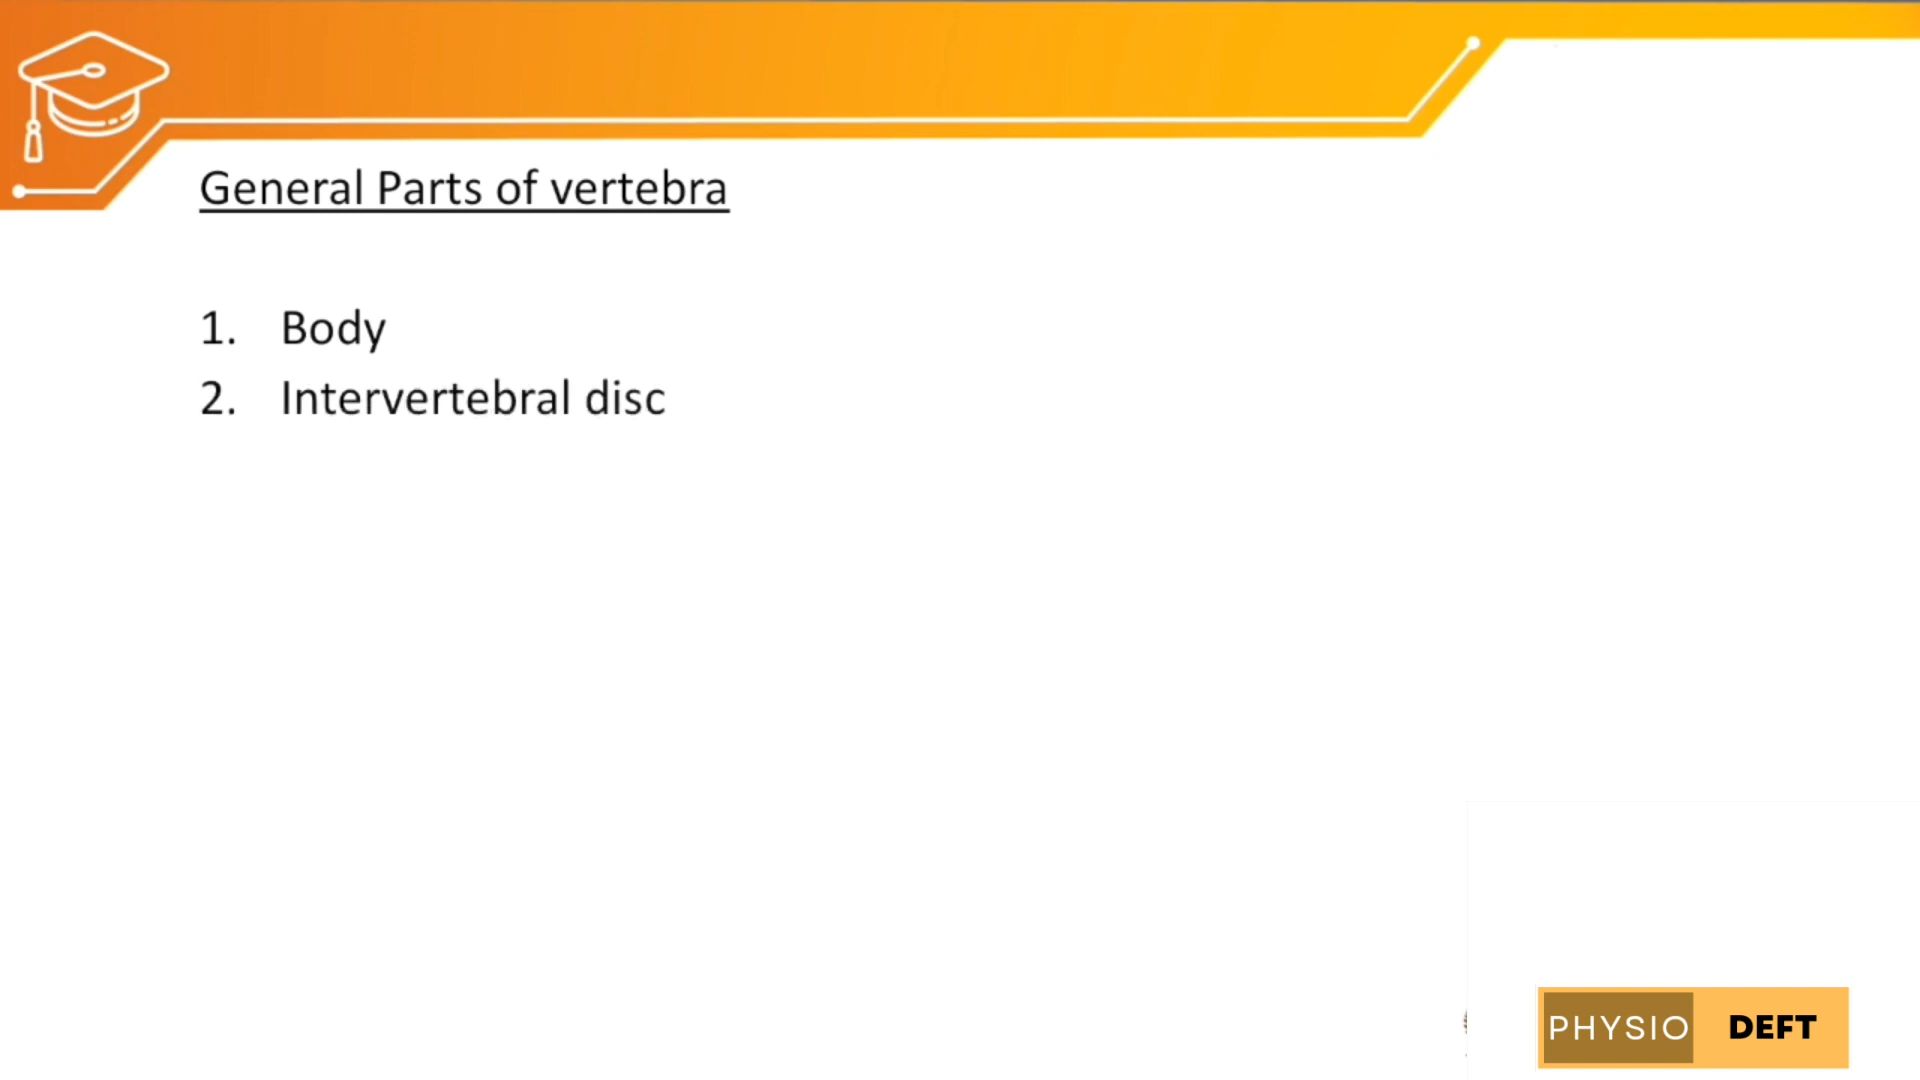 General Parts of vertebra
1. Body
2. Intervertebral disc
PHYSIO DEFT